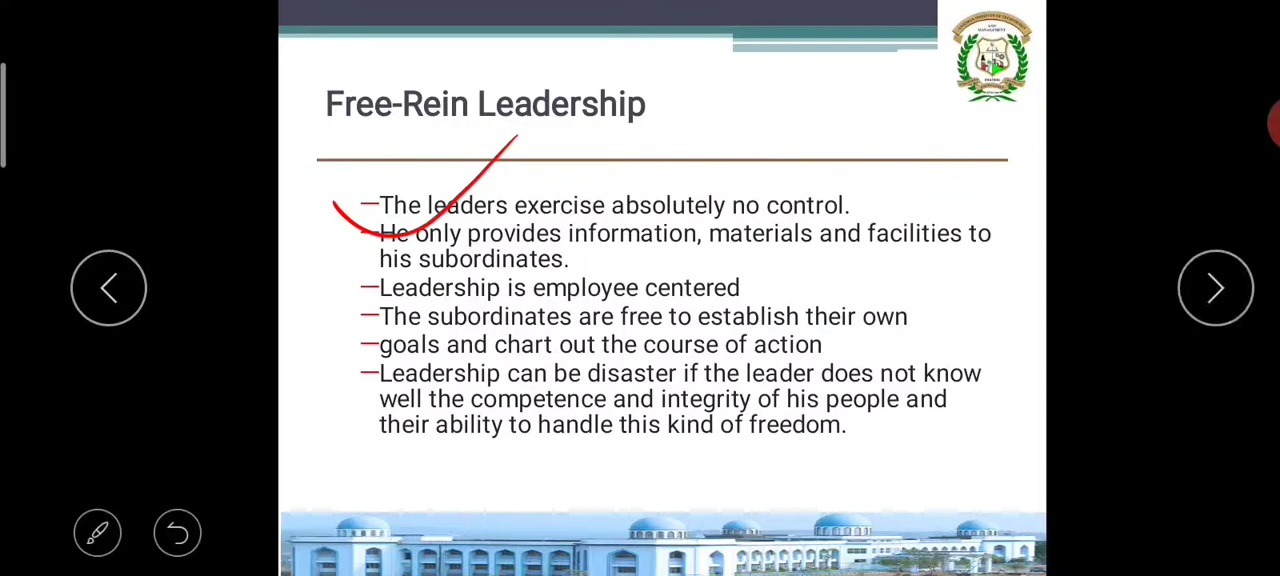 Free-Rein Leadership
—The leaders exercise absolutely no control.
—He only provides information, materials and facilities to
his subordinates.
—Leadership is employee centered
—The subordinates are free to establish their own
—goals and chart out the course of action
—Leadership can be disaster if the leader does not know
well the competence and integrity of his people and
their ability to handle this kind of freedom.